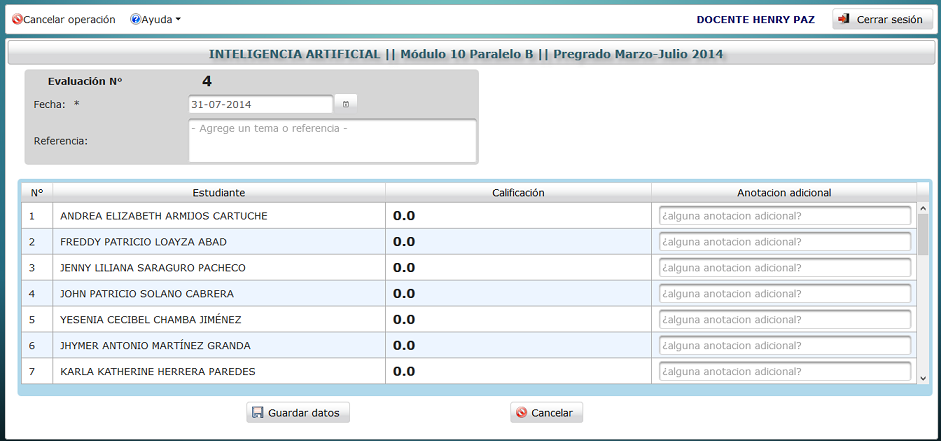 Cancelar operación Ayuda DOCENTE HENRY PAZ Cerrar sesión
INTELIGENCIA ARTIFICIAL || Módulo 10 Paralelo B || Pregrado Marzo-Julio 2014
Evaluación Nº 4
Fecha: * 31-07-2014
- Agrege un tema o referencia -
Referencia:
Nº Estudiante Calificación Anotacion adicional
1 ANDREA ELIZABETH ARMIJOS CARTUCHE 0.0 ¿alguna anotacion adicional?
2 FREDDY PATRICIO LOAYZA ABAD 0.0 ¿alguna anotacion adicional?
3 JENNY LILIANA SARAGURO PACHECO 0.0 ¿alguna anotacion adicional?
4 JOHN PATRICIO SOLANO CABRERA 0.0 ¿alguna anotacion adicional?
5 YESENIA CECIBEL CHAMBA JIMÉNEZ 0.0 ¿alguna anotacion adicional?
6 JHYMER ANTONIO MARTÍNEZ GRANDA 0.0 ¿alguna anotacion adicional?
7 KARLA KATHERINE HERRERA PAREDES 0.0 ¿alguna anotacion adicional?
Guardar datos Cancelar